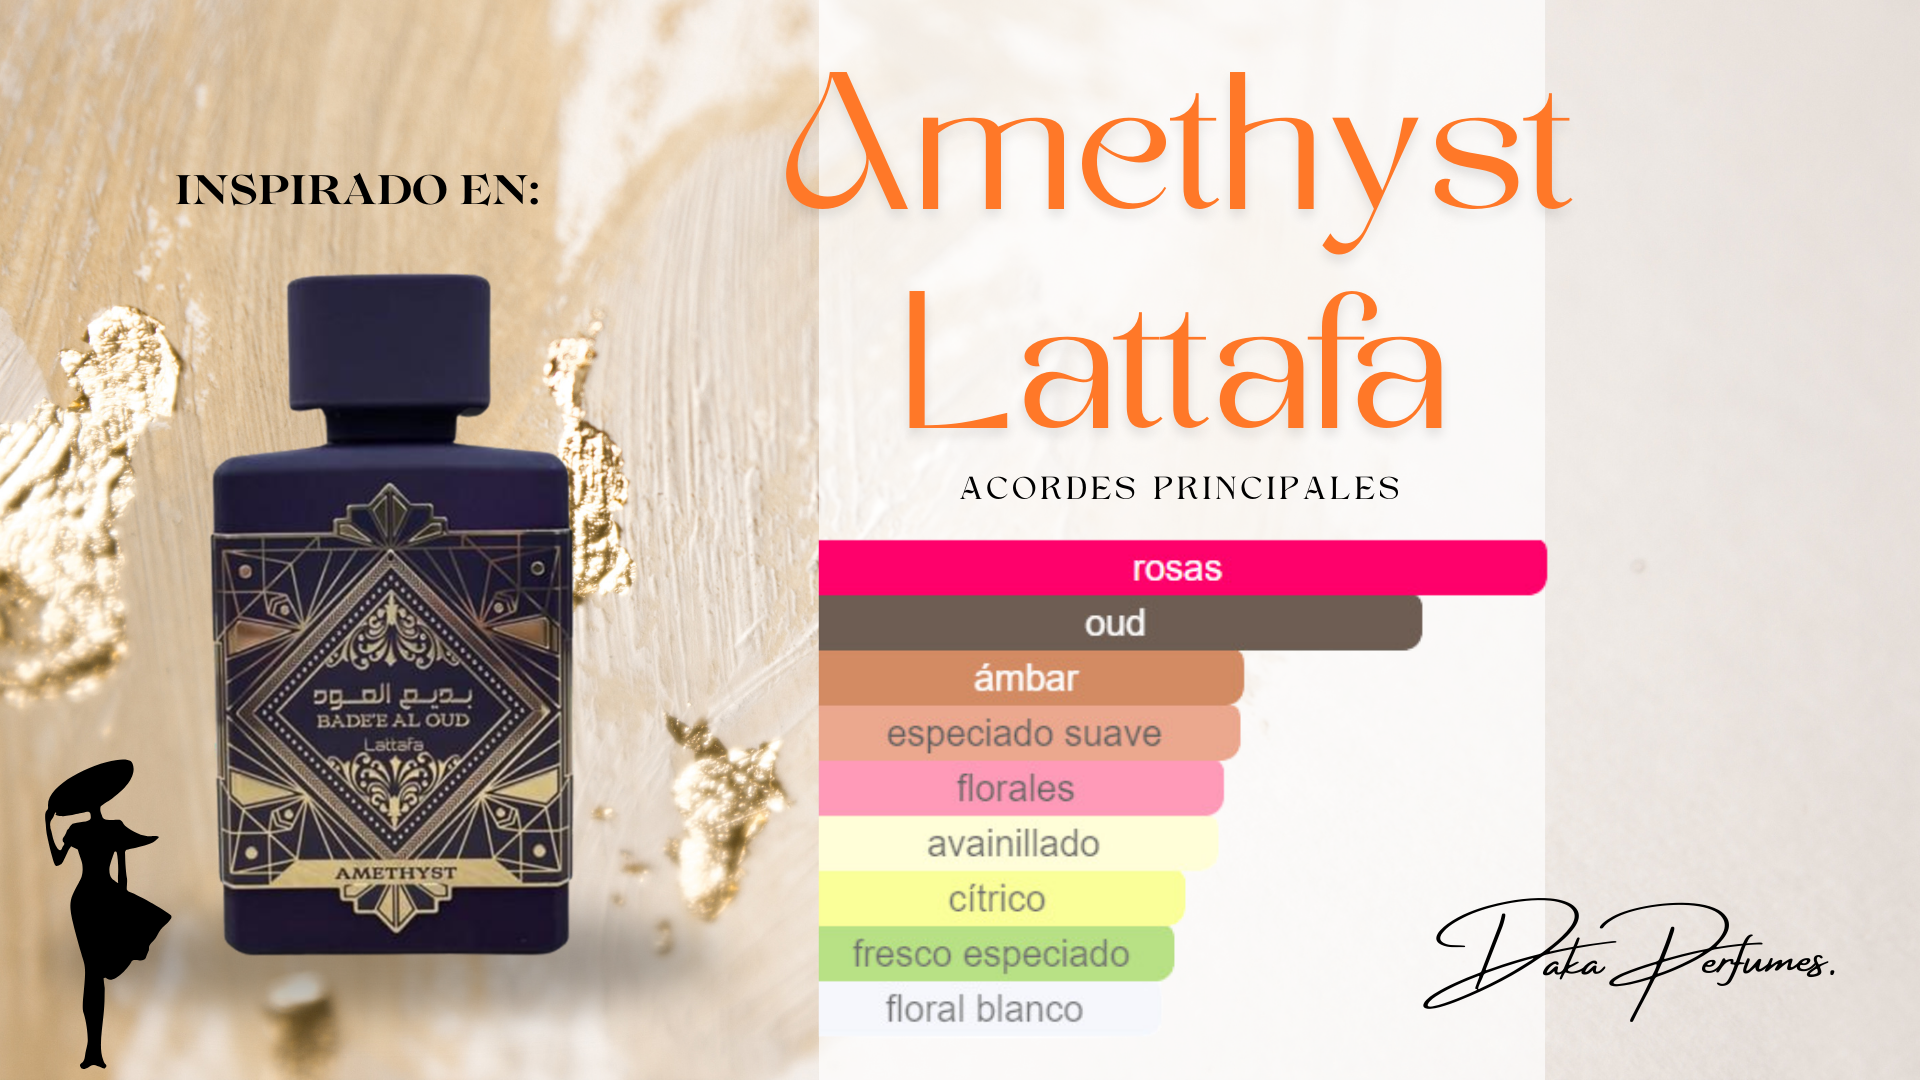 INSPIRADO EN:
بديع العود
BADE'E AL OUD
Lattafa
AMETHYST
Amethyst
Lattafa
ACORDES PRINCIPALES
rosas
oud
ámbar
especiado suave
florales
avainillado
cítrico
fresco especiado
floral blanco
Daka Perfumes.